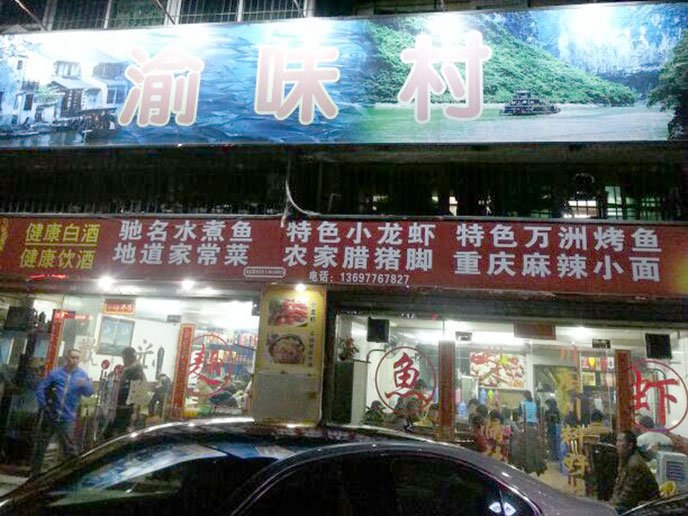 渝味村
健康白酒 驰名水煮鱼 特色小龙虾 特色万洲烤鱼
健康饮酒 地道家常菜 农家腊猪脚 重庆麻辣小面
电话：13697767827
魚
虾